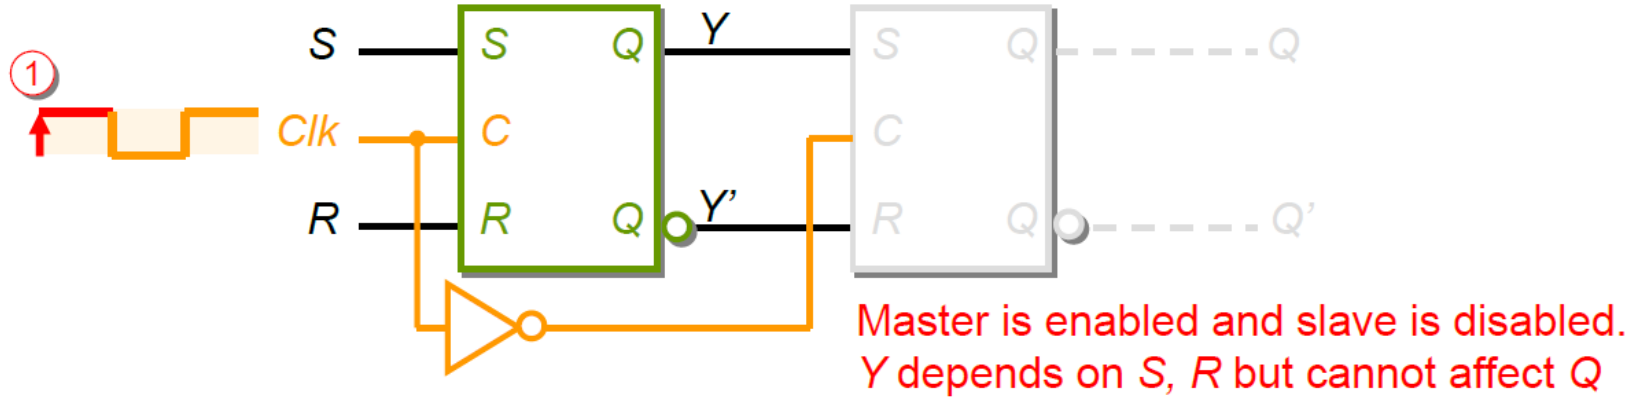 1
S
Clk
R
S
C
R
Q
Q
Y
Y’
S
C
R
Q
Q
Q
Q’
Master is enabled and slave is disabled.
Y depends on S, R but cannot affect Q